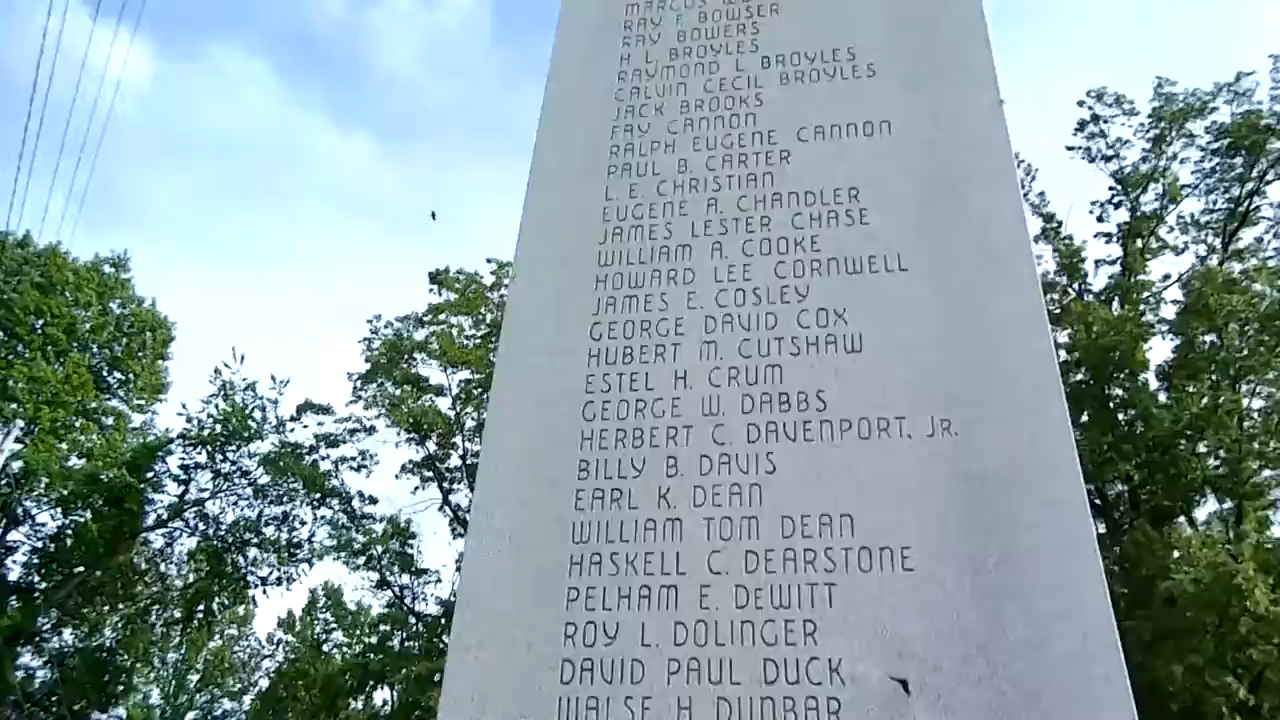 MARCUS
RAY F. BOWSER
RAY BOWERS
H. L. BROYLES
RAYMOND L. BROYLES
CALVIN CECIL BROYLES
JACK BROOKS
FAY CANNON
RALPH EUGENE CANNON
PAUL B. CARTER
L. E. CHRISTIAN
EUGENE A. CHANDLER
JAMES LESTER CHASE
WILLIAM A. COOKE
HOWARD LEE CORNWELL
JAMES E. COSLEY
GEORGE DAVID COX
HUBERT M. CUTSHAW
ESTEL H. CRUM
GEORGE W. DABBS
HERBERT C. DAVENPORT, JR.
BILLY B. DAVIS
EARL K. DEAN
WILLIAM TOM DEAN
HASKELL C. DEARSTONE
PELHAM E. DEWITT
ROY L. DOLINGER
DAVID PAUL DUCK
WALSE H. DUNBAR